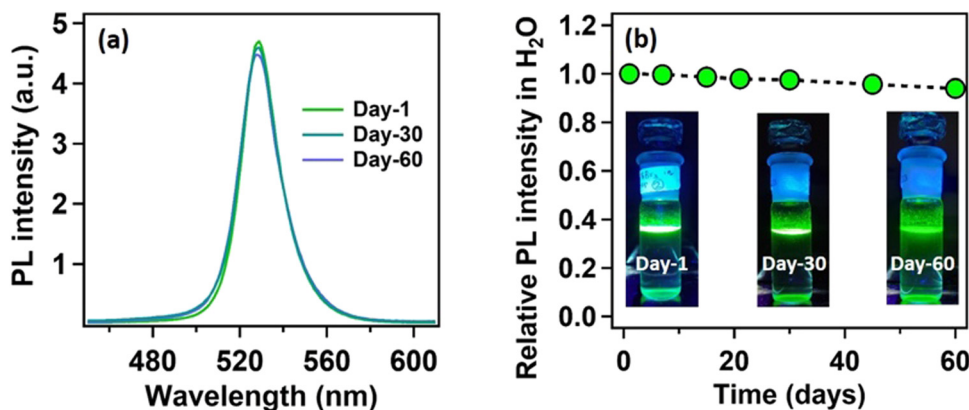 (a)
PL intensity (a.u.)
5
4
3
2
1
Day-1
Day-30
Day-60
480
520
560
600
Wavelength (nm)
(b)
Relative PL intensity in H₂O
1.2
1.0
0.8
0.6
0.4
0.2
0.0
Day-1
Day-30
Day-60
0
20
40
60
Time (days)